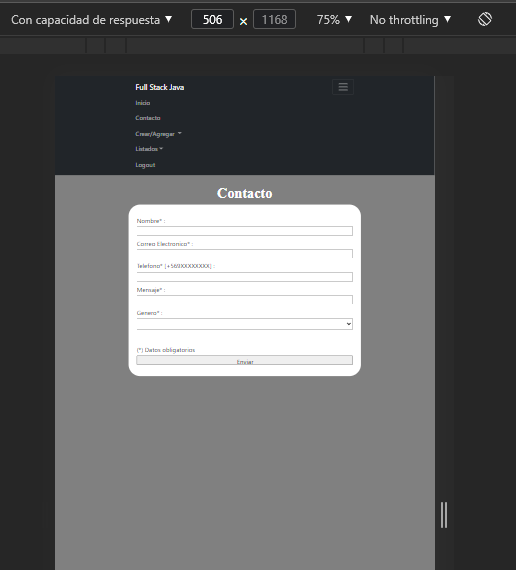 Con capacidad de respuesta ▼ 506 × 1168 75% ▼ No throttling ▼
Full Stack Java
Inicio
Contacto
Crear/Agregar
Listados
Logout
Contacto
Nombre* :
Correo Electronico* :
Telefono* [+569XXXXXXXX] :
Mensaje* :
Genero* :
(*) Datos obligatorios
Enviar